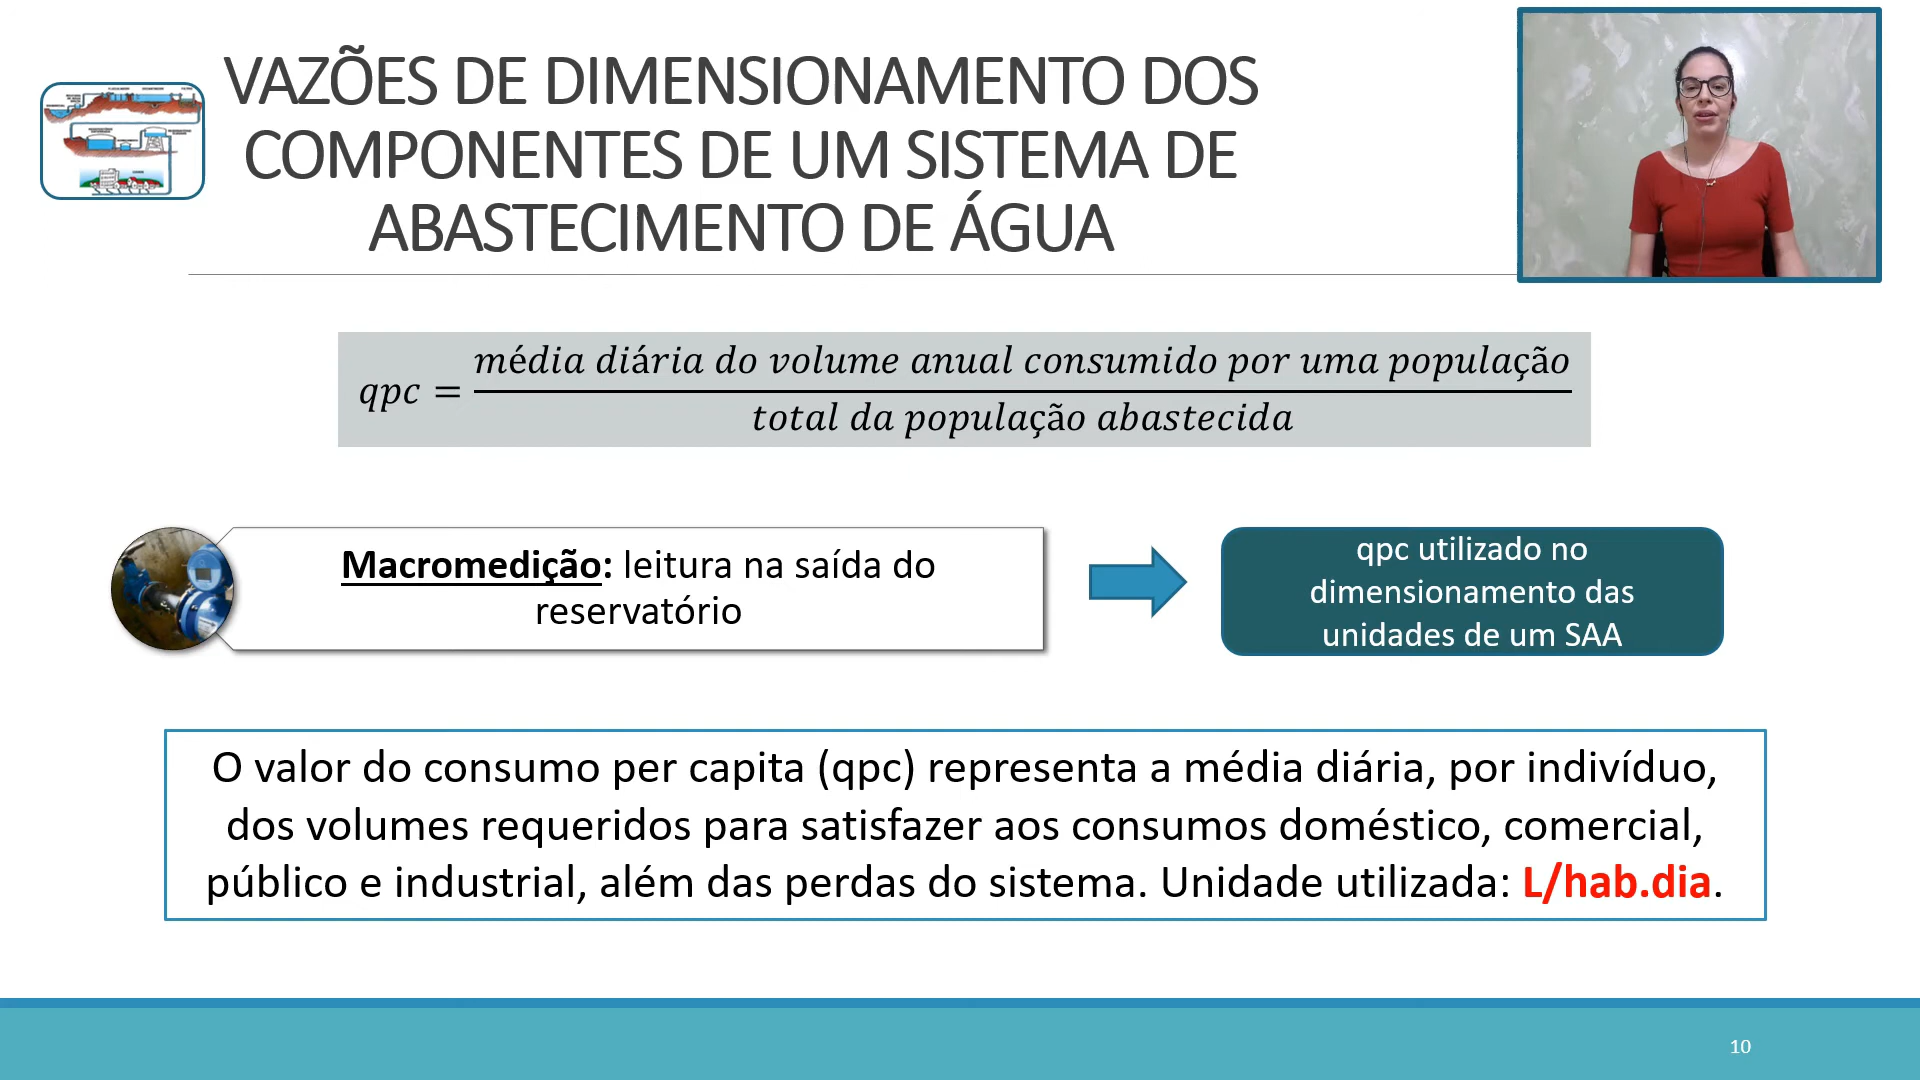 VAZÕES DE DIMENSIONAMENTO DOS
COMPONENTES DE UM SISTEMA DE
ABASTECIMENTO DE ÁGUA
qpc = média diária do volume anual consumido por uma população
total da população abastecida
Macromedição: leitura na saída do
reservatório
qpc utilizado no
dimensionamento das
unidades de um SAA
O valor do consumo per capita (qpc) representa a média diária, por indivíduo,
dos volumes requeridos para satisfazer aos consumos doméstico, comercial,
público e industrial, além das perdas do sistema. Unidade utilizada: L/hab.dia.
10